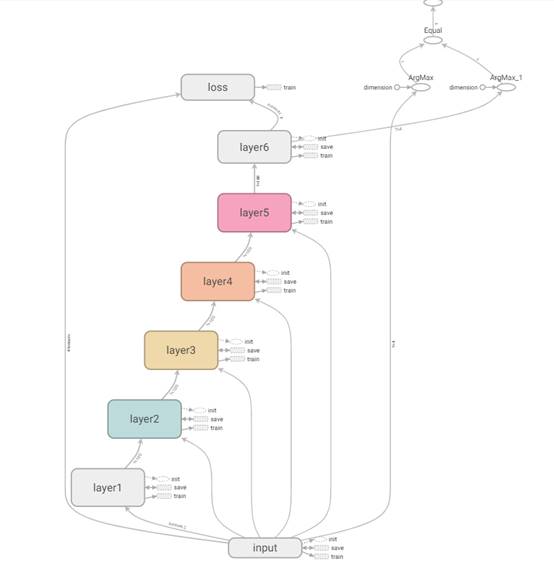 Equal
ArgMax
ArgMax_1
dimension
dimension
loss
train
init
layer6
save
train
init
layer5
save
train
init
layer4
save
train
init
layer3
save
train
init
layer2
save
train
init
layer1
save
train
init
input
save
train